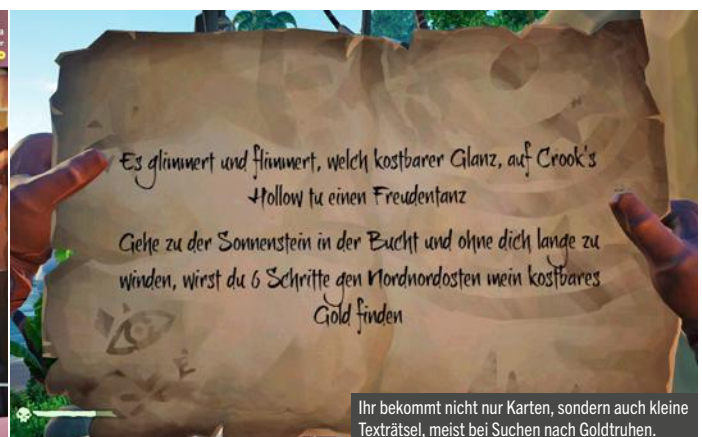 Es glimmert und flimmert, welch kostbarer Glanz, auf Crook's
Hollow tu einen Freudentanz
Gehe zu der Sonnenstein in der Bucht und ohne dich lange zu
winden, wirst du 6 Schritte gen Nordnordosten mein kostbares
Gold finden
Ihr bekommt nicht nur Karten, sondern auch kleine
Texträtsel, meist bei Suchen nach Goldtruhen.